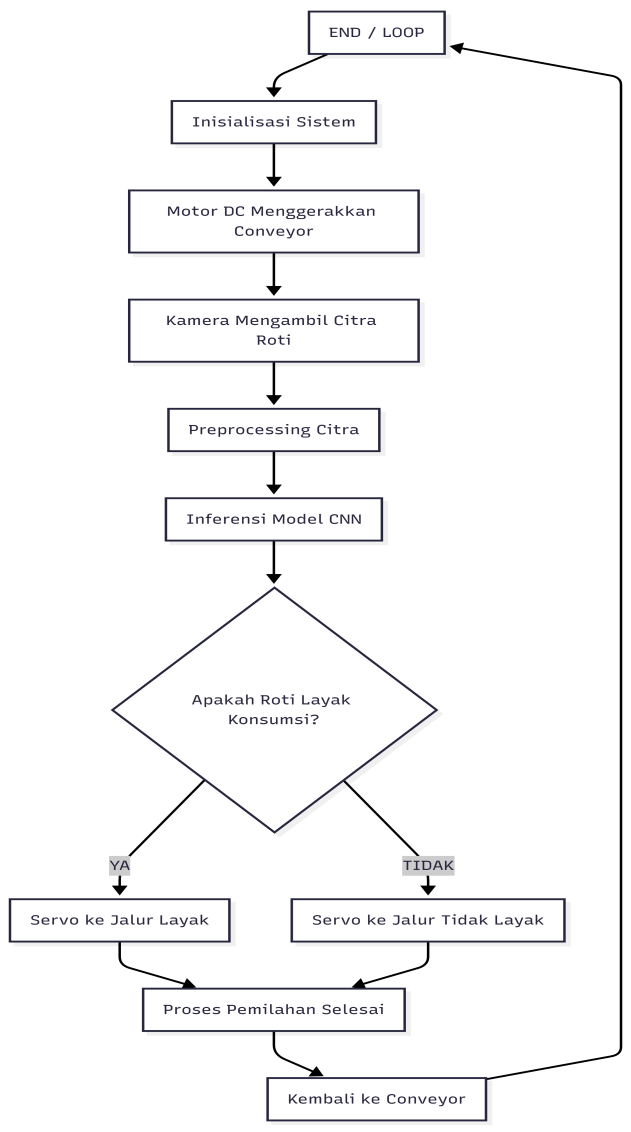 END / LOOP
Inisialisasi Sistem
Motor DC Menggerakkan
Conveyor
Kamera Mengambil Citra
Roti
Preprocessing Citra
Inferensi Model CNN
Apakah Roti Layak
Konsumsi?
YA
TIDAK
Servo ke Jalur Layak
Servo ke Jalur Tidak Layak
Proses Pemilahan Selesai
Kembali ke Conveyor